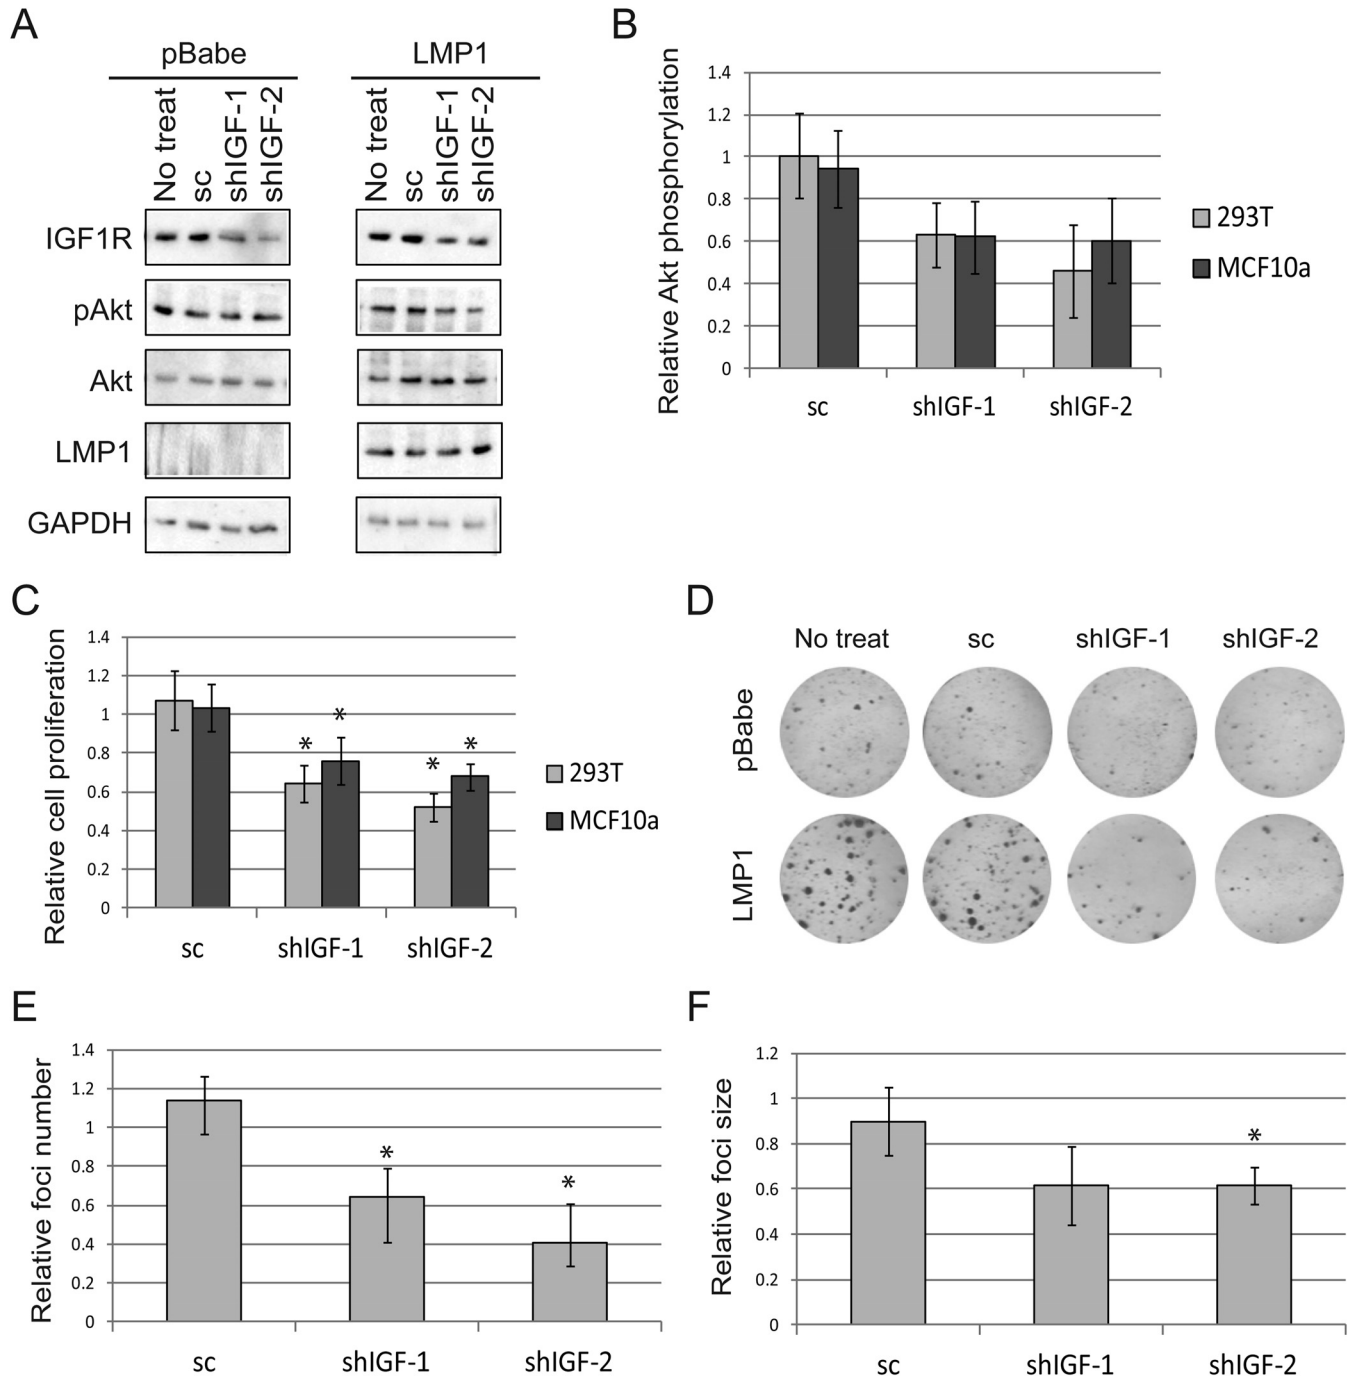 A
pBabe
LMP1
No treat
sc
shIGF-1
shIGF-2
No treat
sc
shIGF-1
shIGF-2
IGF1R
pAkt
Akt
LMP1
GAPDH
B
Relative Akt phosphorylation
1.4
1.2
1
0.8
0.6
0.4
0.2
0
sc
shIGF-1
shIGF-2
293T
MCF10a
C
Relative cell proliferation
1.4
1.2
1
0.8
0.6
0.4
0.2
0
* *
* *
sc
shIGF-1
shIGF-2
293T
MCF10a
D
No treat
sc
shIGF-1
shIGF-2
pBabe
LMP1
E
Relative foci number
1.4
1.2
1
0.8
0.6
0.4
0.2
0
*
*
sc
shIGF-1
shIGF-2
F
Relative foci size
1.2
1
0.8
0.6
0.4
0.2
0
*
sc
shIGF-1
shIGF-2